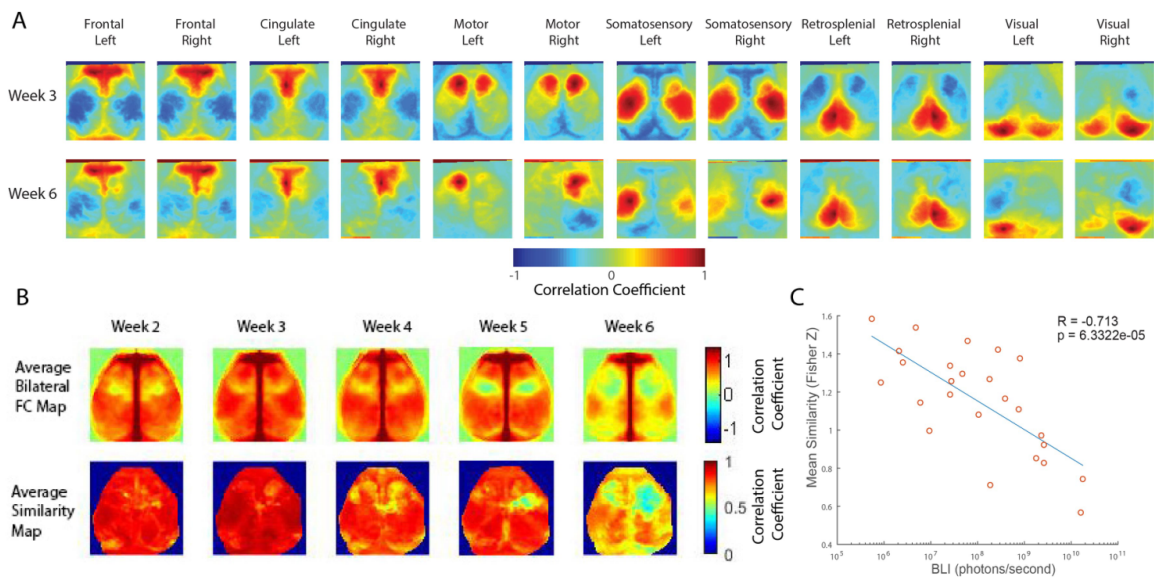 A
Frontal Left
Frontal Right
Cingulate Left
Cingulate Right
Motor Left
Motor Right
Somatosensory Left
Somatosensory Right
Retrosplenial Left
Retrosplenial Right
Visual Left
Visual Right
Week 3
Week 6
-1 0 1
Correlation Coefficient
B
Week 2 Week 3 Week 4 Week 5 Week 6
Average
Bilateral
FC Map
1
0
-1
Correlation
Coefficient
Average
Similarity
Map
1
0.5
0
Correlation
Coefficient
C
R = -0.713
p = 6.3322e-05
Mean Similarity (Fisher Z)
1.6
1.4
1.2
1
0.8
0.6
0.4
10⁵ 10⁶ 10⁷ 10⁸ 10⁹ 10¹⁰ 10¹¹
BLI (photons/second)